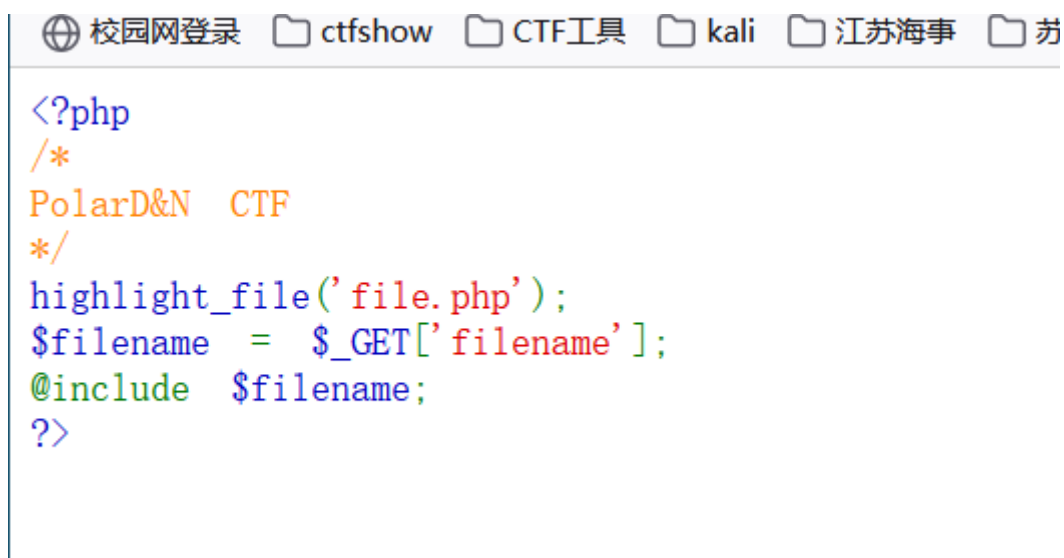 校园网登录 ctfshow CTF工具 kali 江苏海事 苏
<?php
/*
PolarD&N CTF
*/
highlight_file('file.php');
$filename = $_GET['filename'];
@include $filename;
?>